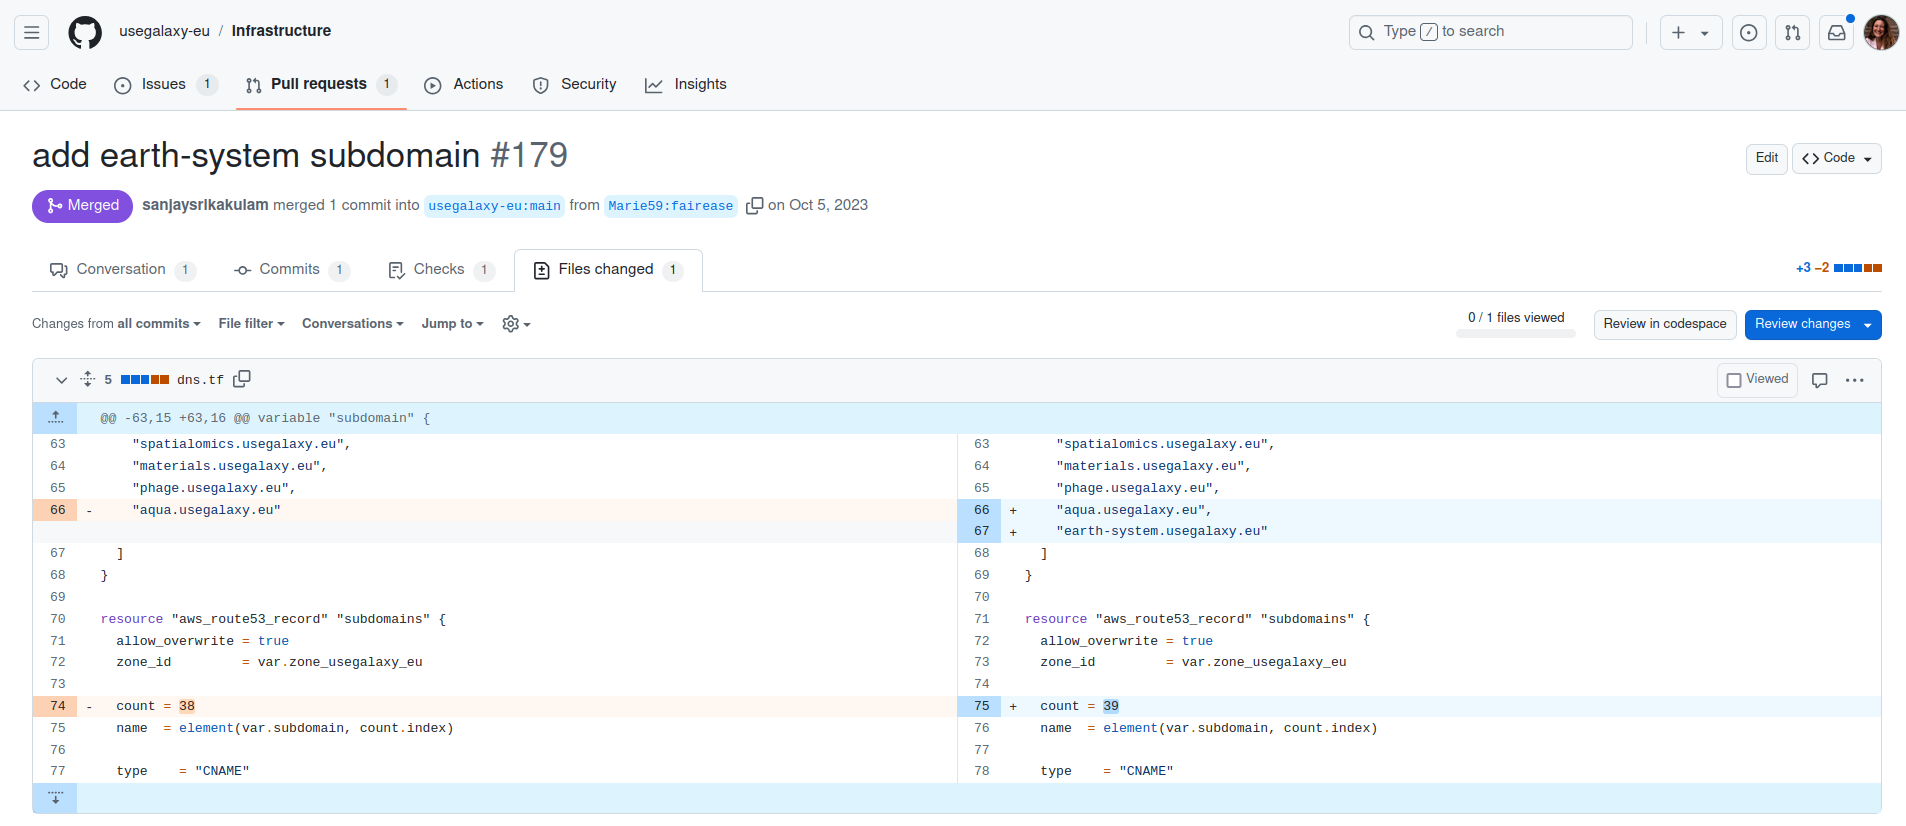 usegalaxy-eu / infrastructure
Type / to search
Code
Issues 1
Pull requests 1
Actions
Security
Insights
add earth-system subdomain #179
Edit
Code
Merged
sanjaysrikakulam merged 1 commit into usegalaxy-eu:main from Marie59:fairease on Oct 5, 2023
Conversation 1
Commits 1
Checks 1
Files changed 1
+3 −2
Changes from all commits
File filter
Conversations
Jump to
0 / 1 files viewed
Review in codespace
Review changes
5 dns.tf
Viewed
@@ -63,15 +63,16 @@ variable "subdomain" {
63 "spatialomics.usegalaxy.eu",
64 "materials.usegalaxy.eu",
65 "phage.usegalaxy.eu",
66 - "aqua.usegalaxy.eu"
67 ]
68 }
69
70 resource "aws_route53_record" "subdomains" {
71 allow_overwrite = true
72 zone_id = var.zone_usegalaxy_eu
73
74 - count = 38
75 name = element(var.subdomain, count.index)
76
77 type = "CNAME"
63 "spatialomics.usegalaxy.eu",
64 "materials.usegalaxy.eu",
65 "phage.usegalaxy.eu",
66 + "aqua.usegalaxy.eu",
67 + "earth-system.usegalaxy.eu"
68 ]
69 }
70
71 resource "aws_route53_record" "subdomains" {
72 allow_overwrite = true
73 zone_id = var.zone_usegalaxy_eu
74
75 + count = 39
76 name = element(var.subdomain, count.index)
77
78 type = "CNAME"